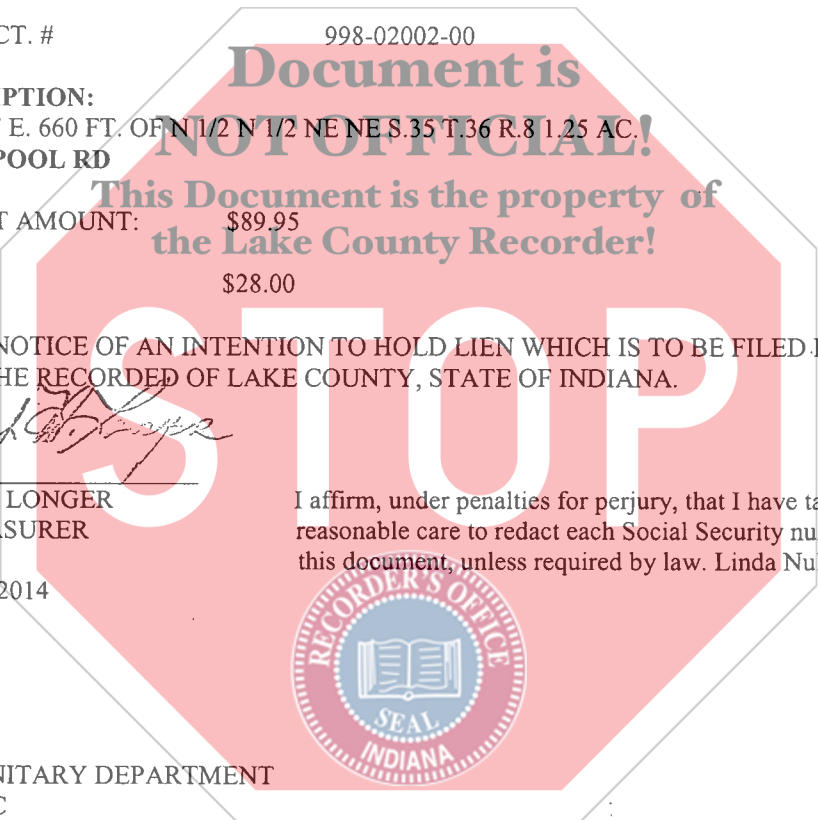 CT. # 998-02002-00
Document is
PTION:
E. 660 FT. OF N 1/2 N 1/2 NE NE S.35 T.36 R.8 1.25 AC.
NOT OFFICIAL!
POOL RD
This Document is the property of
T AMOUNT: $89.95
the Lake County Recorder!
$28.00
STOP
NOTICE OF AN INTENTION TO HOLD LIEN WHICH IS TO BE FILED
HE RECORDED OF LAKE COUNTY, STATE OF INDIANA.
LONGER
SURER
I affirm, under penalties for perjury, that I have ta
reasonable care to redact each Social Security nu
this document, unless required by law. Linda Nu
2014
RECORDER'S OFFICE
SEAL
INDIANA
NITARY DEPARTMENT
C